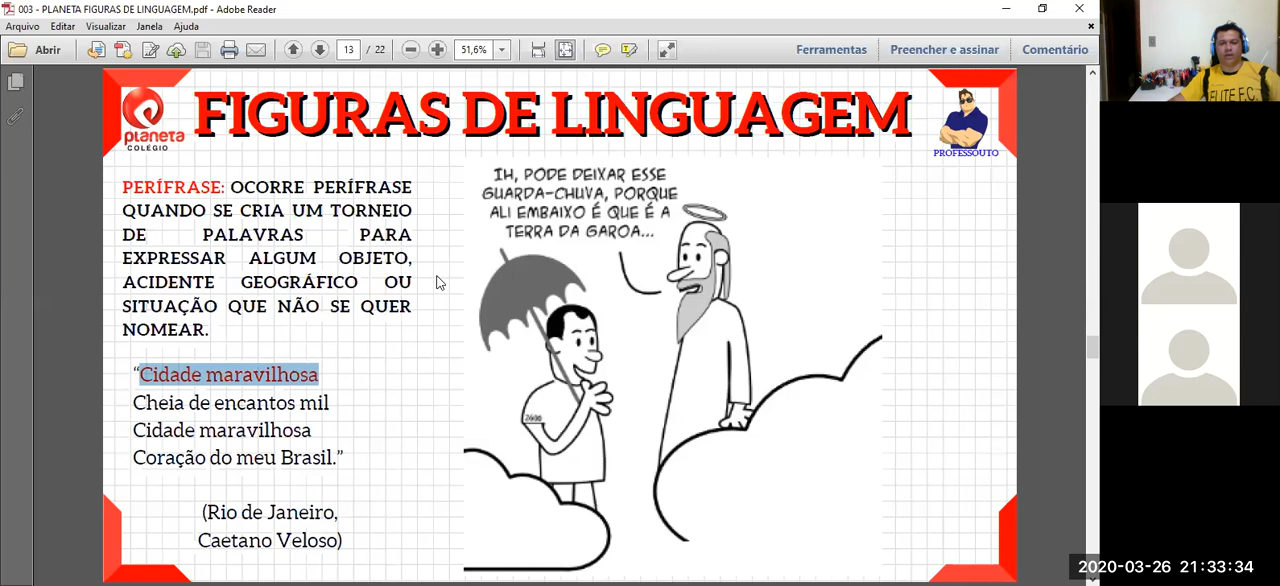 003 - PLANETA FIGURAS DE LINGUAGEM.pdf - Adobe Reader
Arquivo Editar Visualizar Janela Ajuda
Abrir 13 / 22 51,6% Ferramentas Preencher e assinar Comentário
planeta
COLÉGIO
FIGURAS DE LINGUAGEM
PROFESSOUTO
PERÍFRASE: OCORRE PERÍFRASE
QUANDO SE CRIA UM TORNEIO
DE PALAVRAS PARA
EXPRESSAR ALGUM OBJETO,
ACIDENTE GEOGRÁFICO OU
SITUAÇÃO QUE NÃO SE QUER
NOMEAR.
“Cidade maravilhosa
Cheia de encantos mil
Cidade maravilhosa
Coração do meu Brasil.”
(Rio de Janeiro,
Caetano Veloso)
IH, PODE DEIXAR ESSE
GUARDA-CHUVA, PORQUE
ALI EMBAIXO É QUE É A
TERRA DA GAROA...
ELITE F.C.
2020-03-26 21:33:34